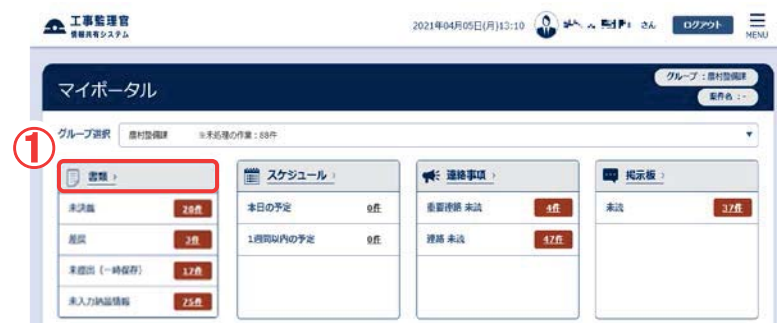 工事監理官
情報共有システム
2021年04月05日(月)13:10
さん
ログアウト
MENU
マイポータル
グループ：農村整備課
案件名：-
グループ選択
農村整備課 ※未処理の作業：88件
①
書類 ›
未決裁 20件
差戻 3件
未提出（一時保存） 17件
未入力納品情報 25件
スケジュール ›
本日の予定 0件
1週間以内の予定 0件
連絡事項 ›
重要連絡 未読 4件
連絡 未読 47件
掲示板 ›
未読 37件